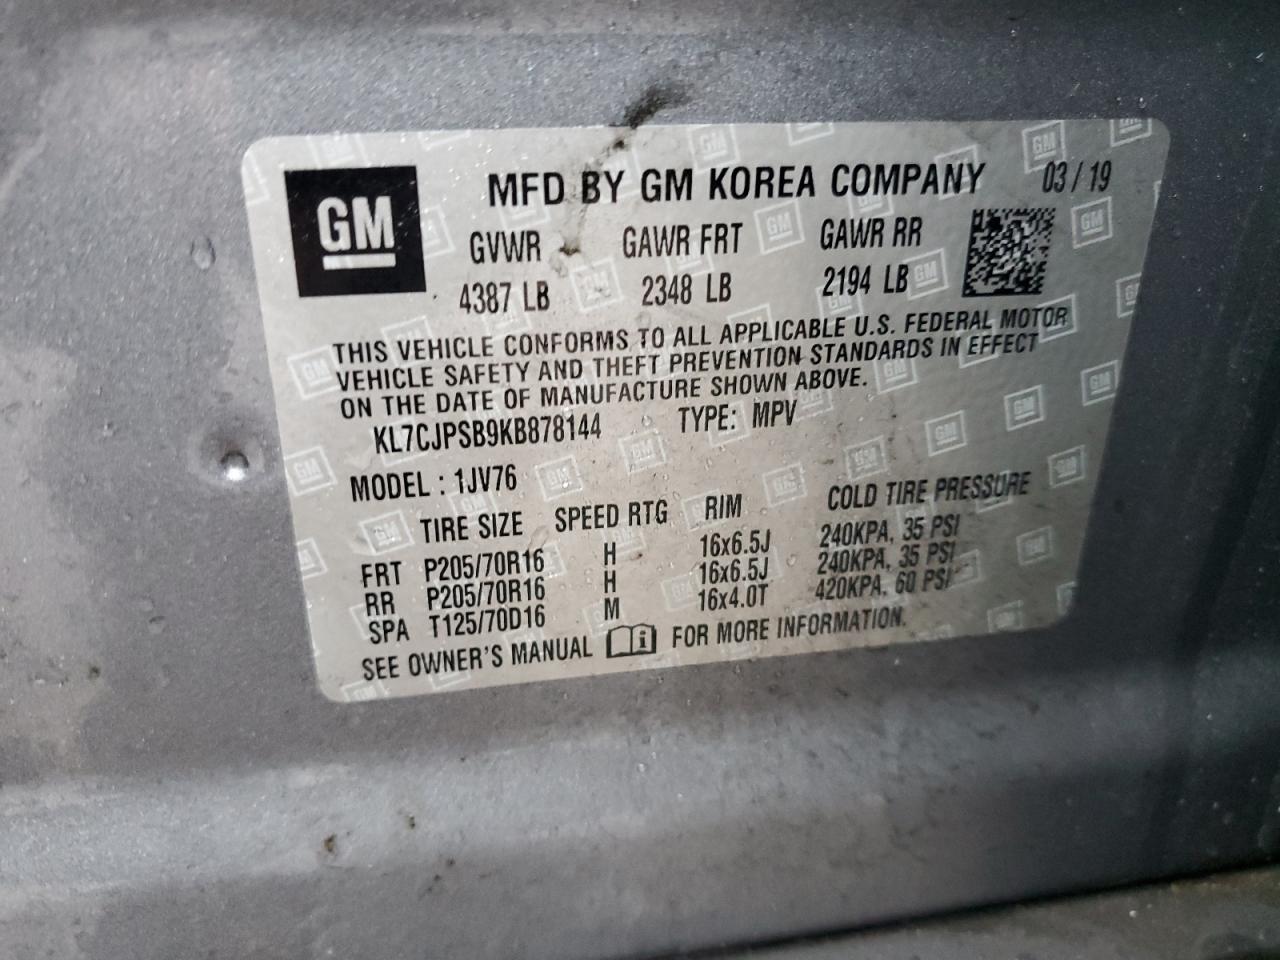 GM
MFD BY GM KOREA COMPANY 03/19
GVWR GAWR FRT GAWR RR
4387 LB 2348 LB 2194 LB
THIS VEHICLE CONFORMS TO ALL APPLICABLE U.S. FEDERAL MOTOR
VEHICLE SAFETY AND THEFT PREVENTION STANDARDS IN EFFECT
ON THE DATE OF MANUFACTURE SHOWN ABOVE.
KL7CJPSB9KB878144 TYPE: MPV
MODEL : 1JV76
TIRE SIZE SPEED RTG RIM COLD TIRE PRESSURE
FRT P205/70R16 H 16x6.5J 240KPA, 35 PSI
RR P205/70R16 H 16x6.5J 240KPA, 35 PSI
SPA T125/70D16 M 16x4.0T 420KPA, 60 PSI
SEE OWNER'S MANUAL FOR MORE INFORMATION.